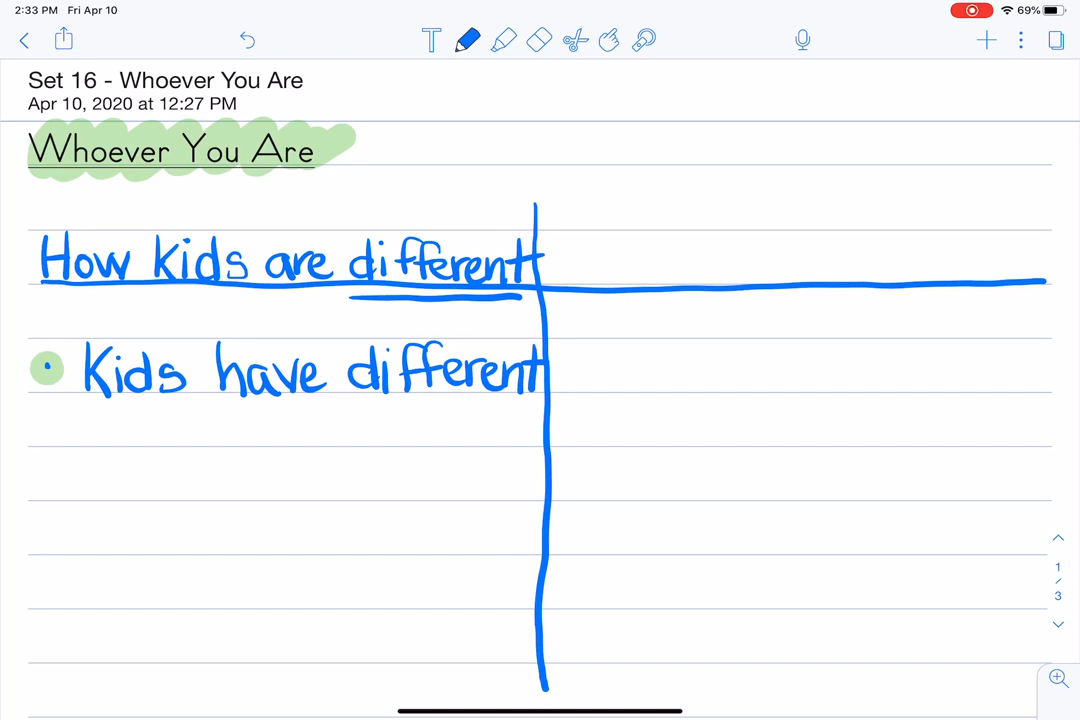 2:33 PM Fri Apr 10
69%
T
Set 16 - Whoever You Are
Apr 10, 2020 at 12:27 PM
Whoever You Are
How kids are different
• Kids have different
1
/
3